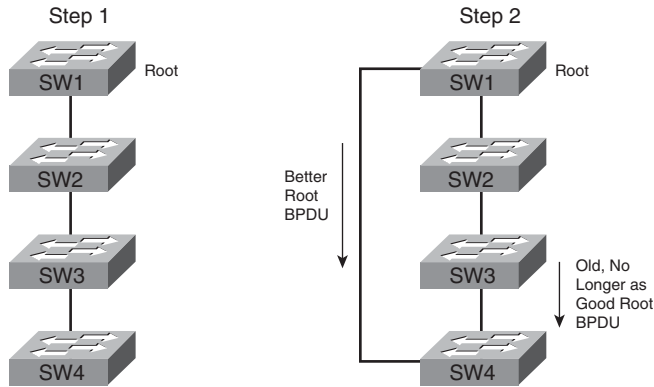 Step 1
Root
SW1
SW2
SW3
SW4
Step 2
Root
SW1
Better
Root
BPDU
SW2
SW3
Old, No
Longer as
Good Root
BPDU
SW4